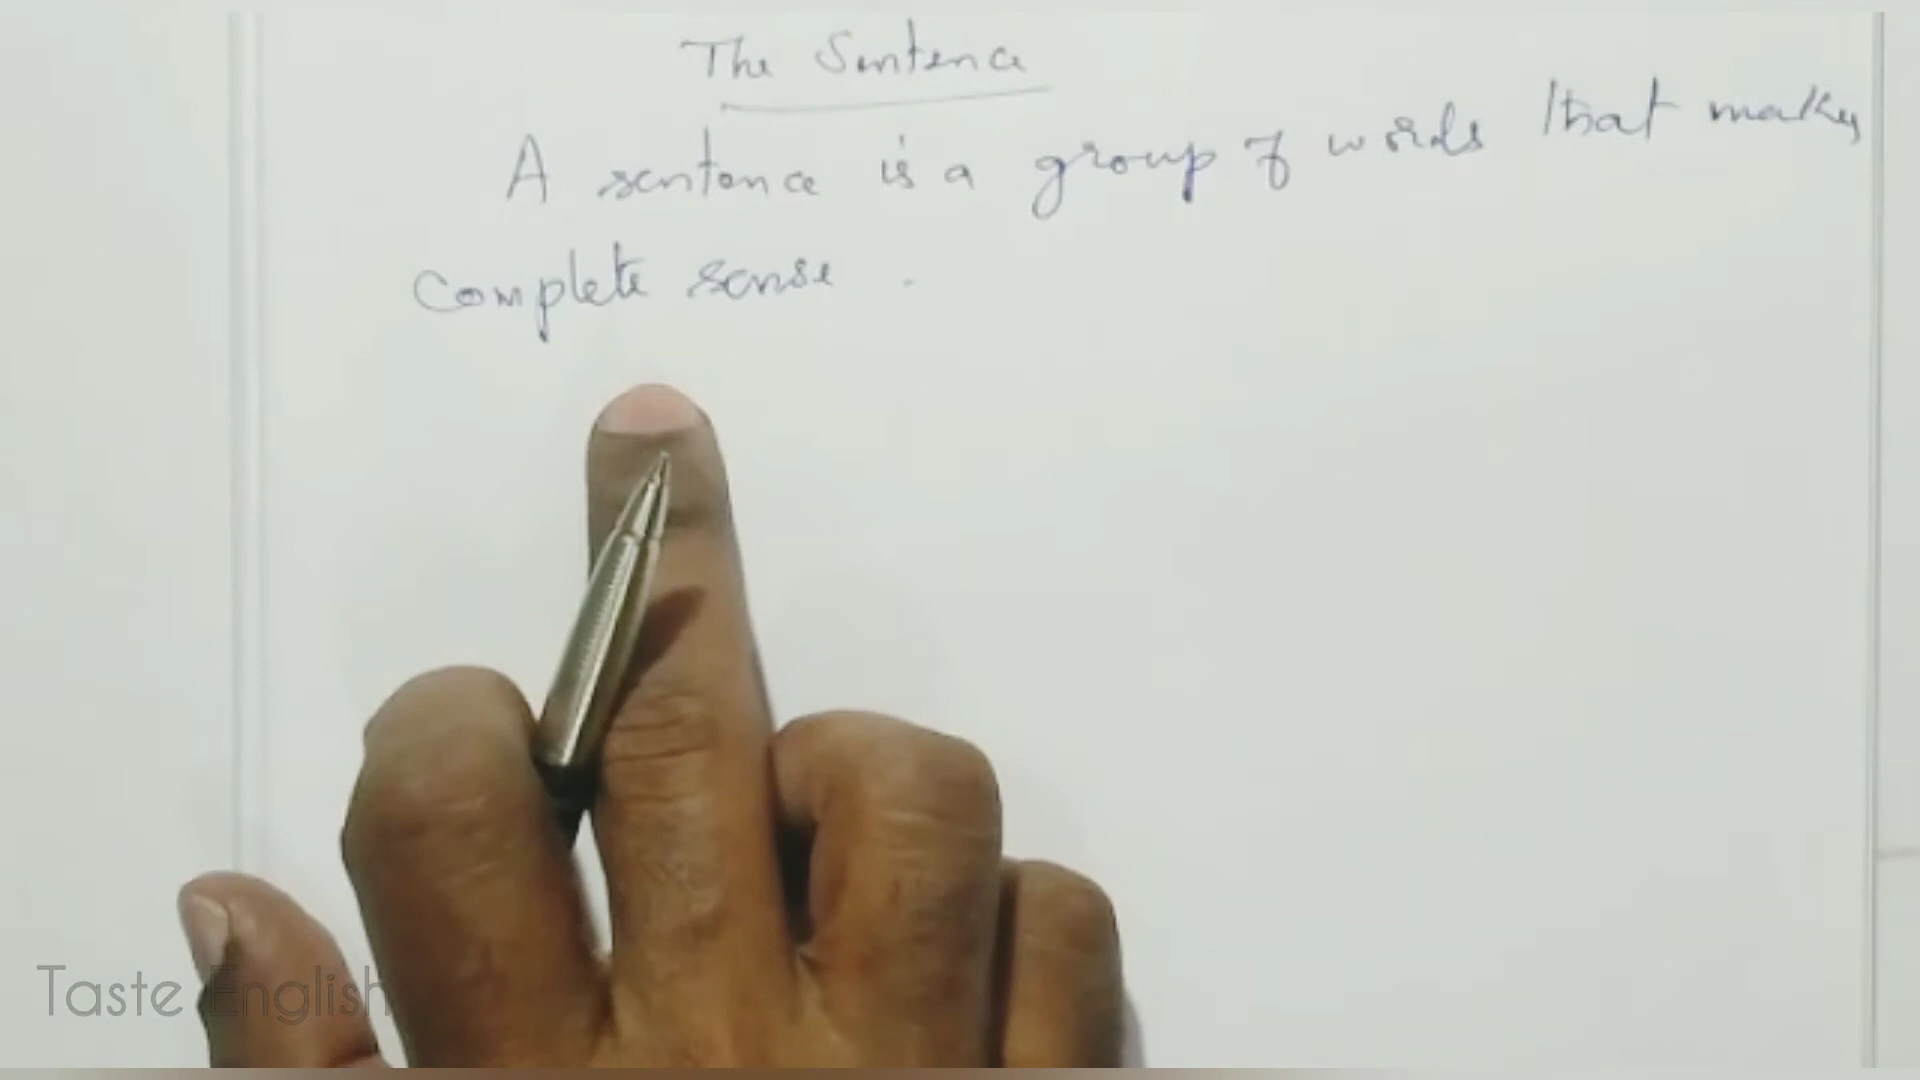 The Sentence
A sentence is a group of words that makes
complete sense.
Taste English